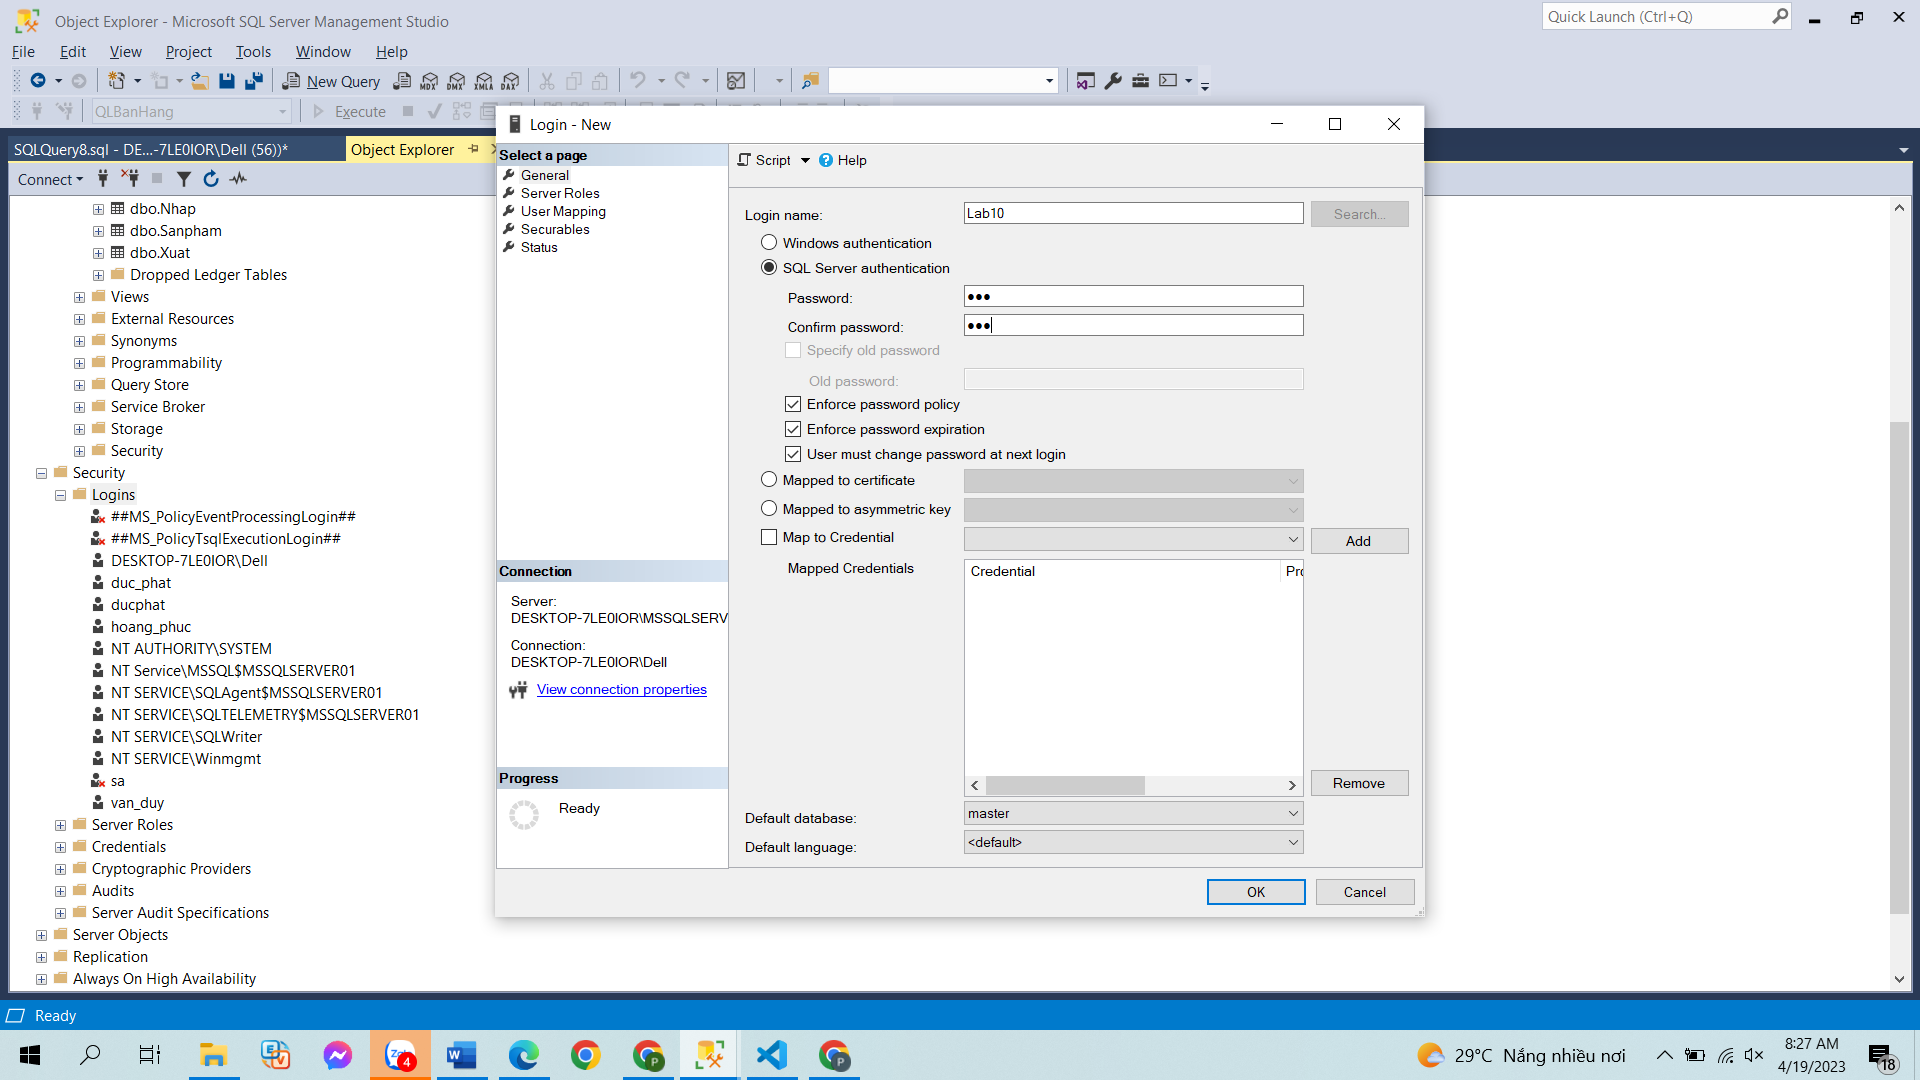 Object Explorer - Microsoft SQL Server Management Studio
Quick Launch (Ctrl+Q)
File Edit View Project Tools Window Help
New Query MDX DMX XMLA DAX
QLBanHang Execute
SQLQuery8.sql - DE...-7LE0IOR\Dell (56))* Object Explorer
Connect
dbo.Nhap
dbo.Sanpham
dbo.Xuat
Dropped Ledger Tables
Views
External Resources
Synonyms
Programmability
Query Store
Service Broker
Storage
Security
Security
Logins
##MS_PolicyEventProcessingLogin##
##MS_PolicyTsqlExecutionLogin##
DESKTOP-7LE0IOR\Dell
duc_phat
ducphat
hoang_phuc
NT AUTHORITY\SYSTEM
NT Service\MSSQL$MSSQLSERVER01
NT SERVICE\SQLAgent$MSSQLSERVER01
NT SERVICE\SQLTELEMETRY$MSSQLSERVER01
NT SERVICE\SQLWriter
NT SERVICE\Winmgmt
sa
van_duy
Server Roles
Credentials
Cryptographic Providers
Audits
Server Audit Specifications
Server Objects
Replication
Always On High Availability
Login - New
Select a page
General
Server Roles
User Mapping
Securables
Status
Connection
Server:
DESKTOP-7LE0IOR\MSSQLSERV
Connection:
DESKTOP-7LE0IOR\Dell
View connection properties
Progress
Ready
Script Help
Login name: Lab10 Search...
Windows authentication
SQL Server authentication
Password: ●●●
Confirm password: ●●●
Specify old password
Old password:
Enforce password policy
Enforce password expiration
User must change password at next login
Mapped to certificate
Mapped to asymmetric key
Map to Credential Add
Mapped Credentials Credential Pro
Remove
Default database: master
Default language: <default>
OK Cancel
Ready
4 P P 29°C Nắng nhiều nơi 8:27 AM
4/19/2023 18